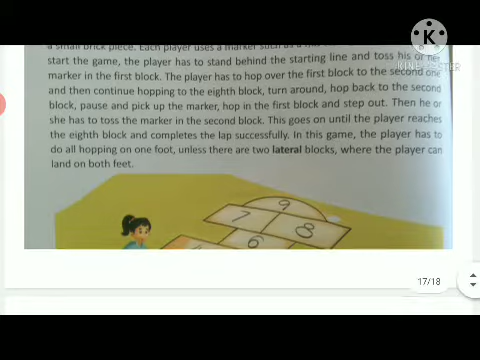 a small brick piece. Each player uses a marker such as a
start the game, the player has to stand behind the starting line and toss his or her
marker in the first block. The player has to hop over the first block to the second one
and then continue hopping to the eighth block, turn around, hop back to the second
block, pause and pick up the marker, hop in the first block and step out. Then he or
she has to toss the marker in the second block. This goes on until the player reaches
the eighth block and completes the lap successfully. In this game, the player has to
do all hopping on one foot, unless there are two lateral blocks, where the player can
land on both feet.
9
7
8
6
17/18
KINEMASTER